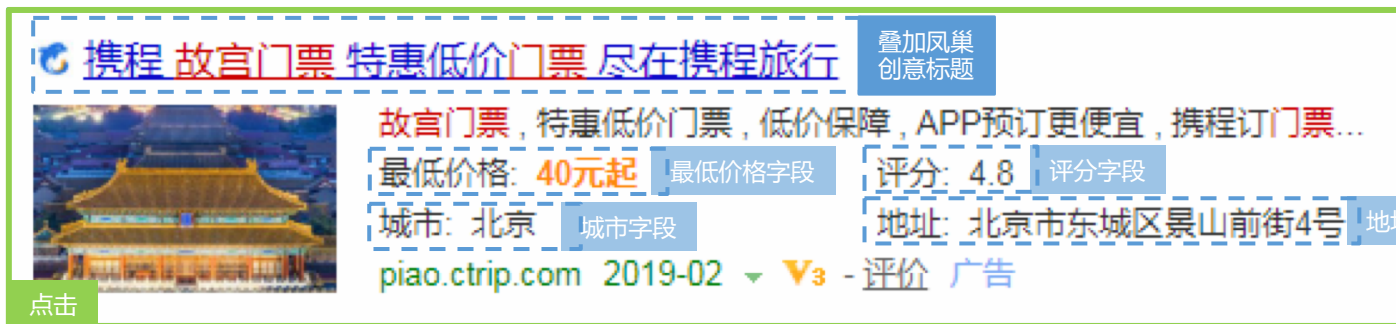 携程 故宫门票 特惠低价门票 尽在携程旅行
叠加凤巢
创意标题
故宫门票 , 特惠低价门票 , 低价保障 , APP预订更便宜 , 携程订门票...
最低价格: 40元起 最低价格字段 评分: 4.8 评分字段
城市: 北京 城市字段 地址: 北京市东城区景山前街4号 地
piao.ctrip.com 2019-02 V3 - 评价 广告
点击